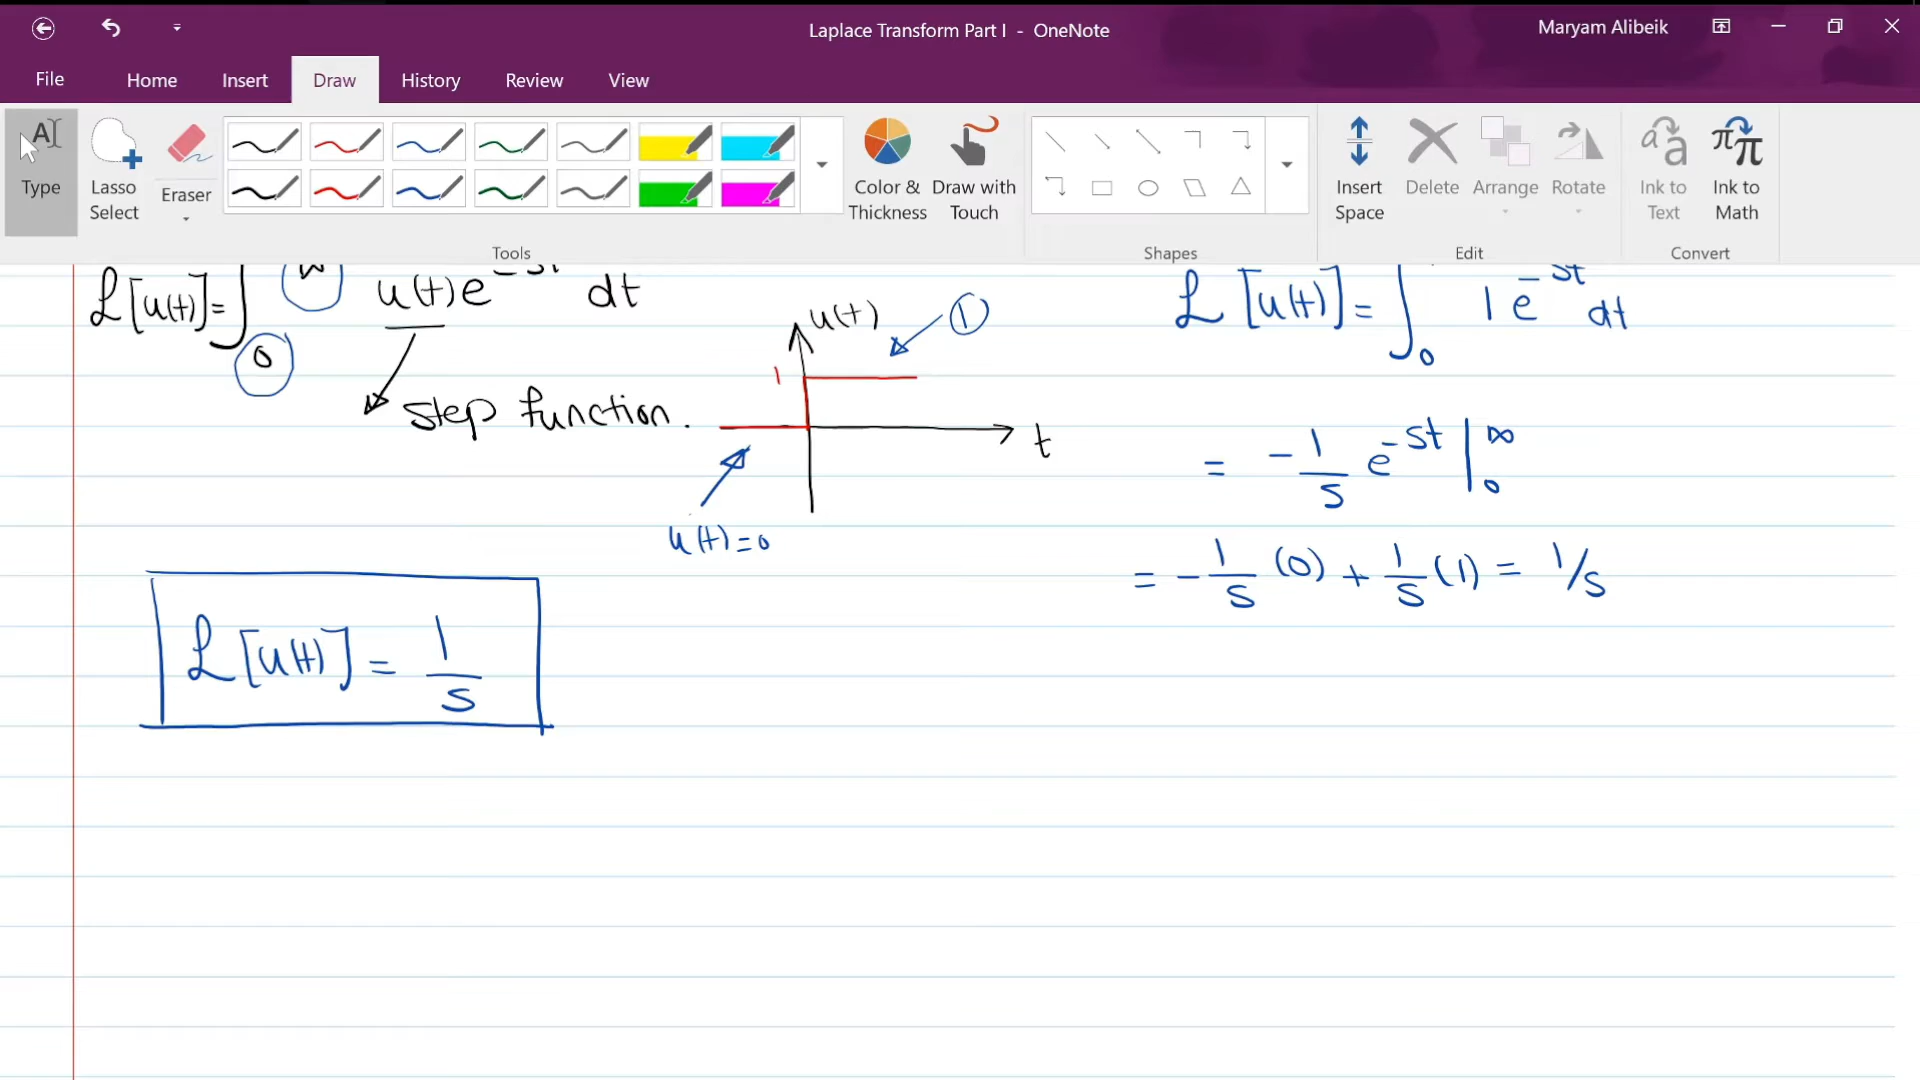 Laplace Transform Part I - OneNote
Maryam Alibeik
File Home Insert Draw History Review View
Type
Lasso Select
Eraser
Color & Thickness
Draw with Touch
Insert Space
Delete
Arrange
Rotate
Ink to Text
Ink to Math
Tools
Shapes
Edit
Convert
ℒ[u(t)] = ∫₀^∞ u(t)e^-st dt
step function.
u(t)
1
1
t
u(t)=0
ℒ[u(t)] = 1/s
ℒ[u(t)] = ∫₀ 1 e^-st dt
= -1/s e^-st |₀^∞
= -1/s (0) + 1/s (1) = 1/s